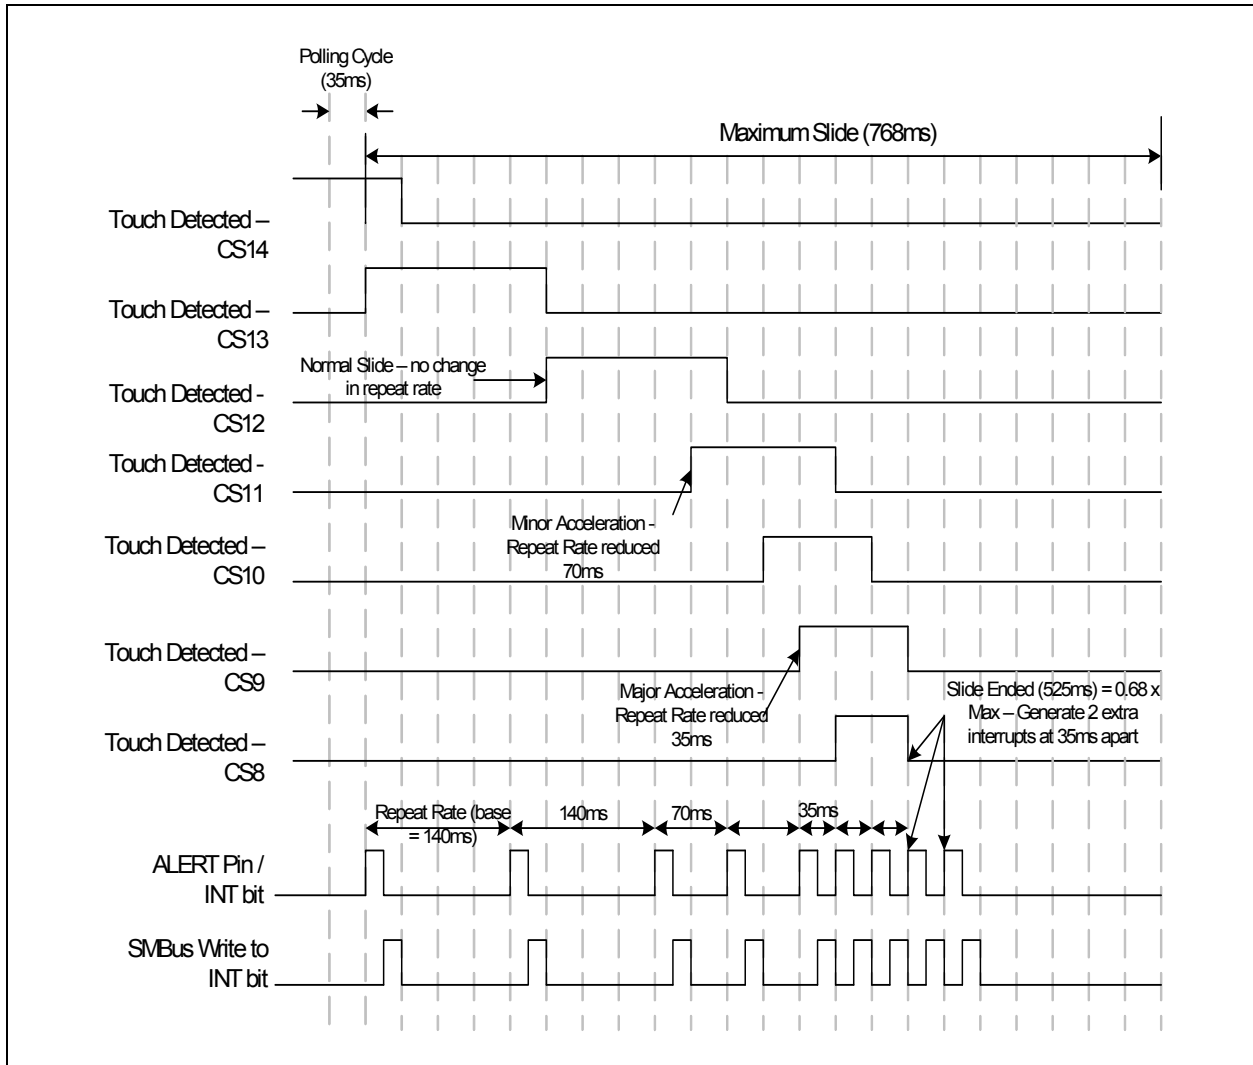 Polling Cycle
(35ms)
Maximum Slide (768ms)
Touch Detected –
CS14
Touch Detected –
CS13
Normal Slide – no change
in repeat rate
Touch Detected -
CS12
Touch Detected -
CS11
Minor Acceleration -
Repeat Rate reduced
70ms
Touch Detected –
CS10
Touch Detected –
CS9
Major Acceleration -
Repeat Rate reduced
35ms
Slide Ended (525ms) = 0.68 x
Max – Generate 2 extra
interrupts at 35ms apart
Touch Detected –
CS8
Repeat Rate (base
= 140ms)
140ms
70ms
35ms
ALERT Pin /
INT bit
SMBus Write to
INT bit